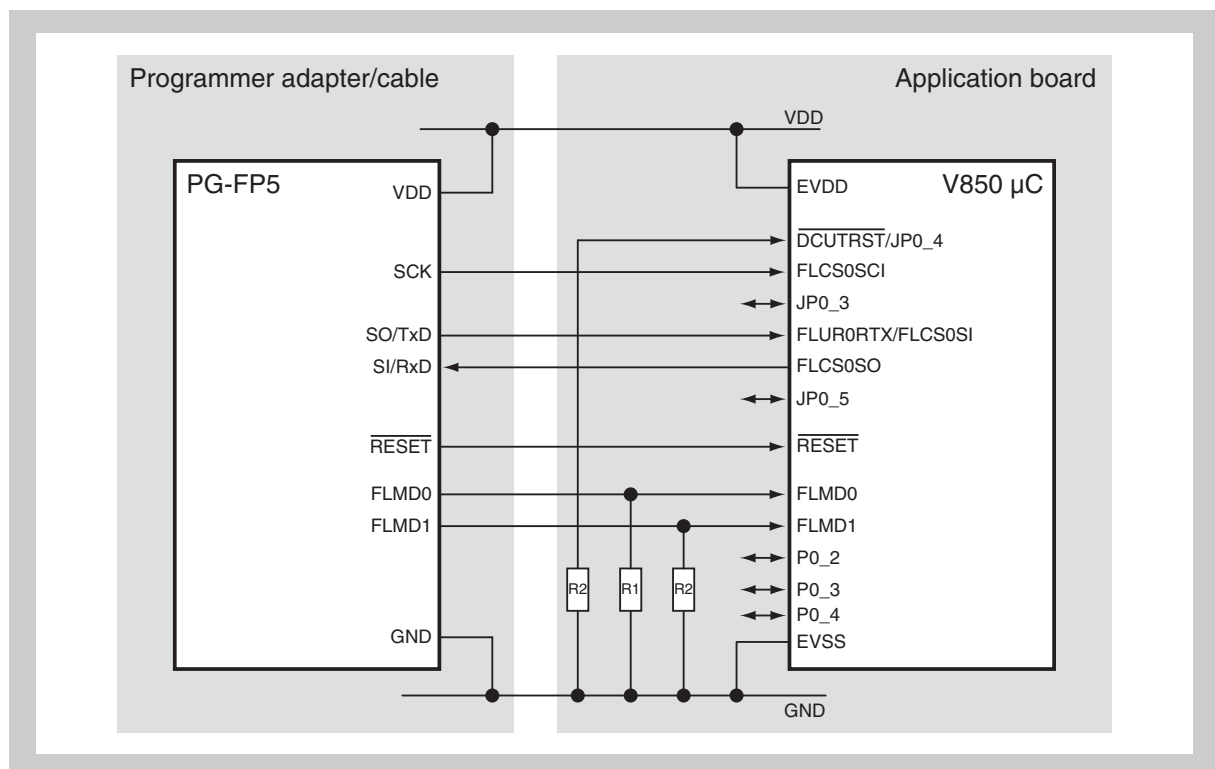 Programmer adapter/cable
Application board
VDD
PG-FP5
VDD
SCK
SO/TxD
SI/RxD
RESET
FLMD0
FLMD1
GND
R2
R1
R2
V850 µC
EVDD
DCUTRST/JP0_4
FLCS0SCI
JP0_3
FLUR0RTX/FLCS0SI
FLCS0SO
JP0_5
RESET
FLMD0
FLMD1
P0_2
P0_3
P0_4
EVSS
GND